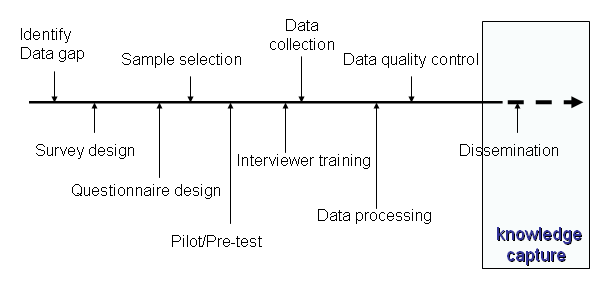 Identify
Data gap
Sample selection
Data
collection
Data quality control
Survey design
Questionnaire design
Pilot/Pre-test
Interviewer training
Data processing
Dissemination
knowledge
capture